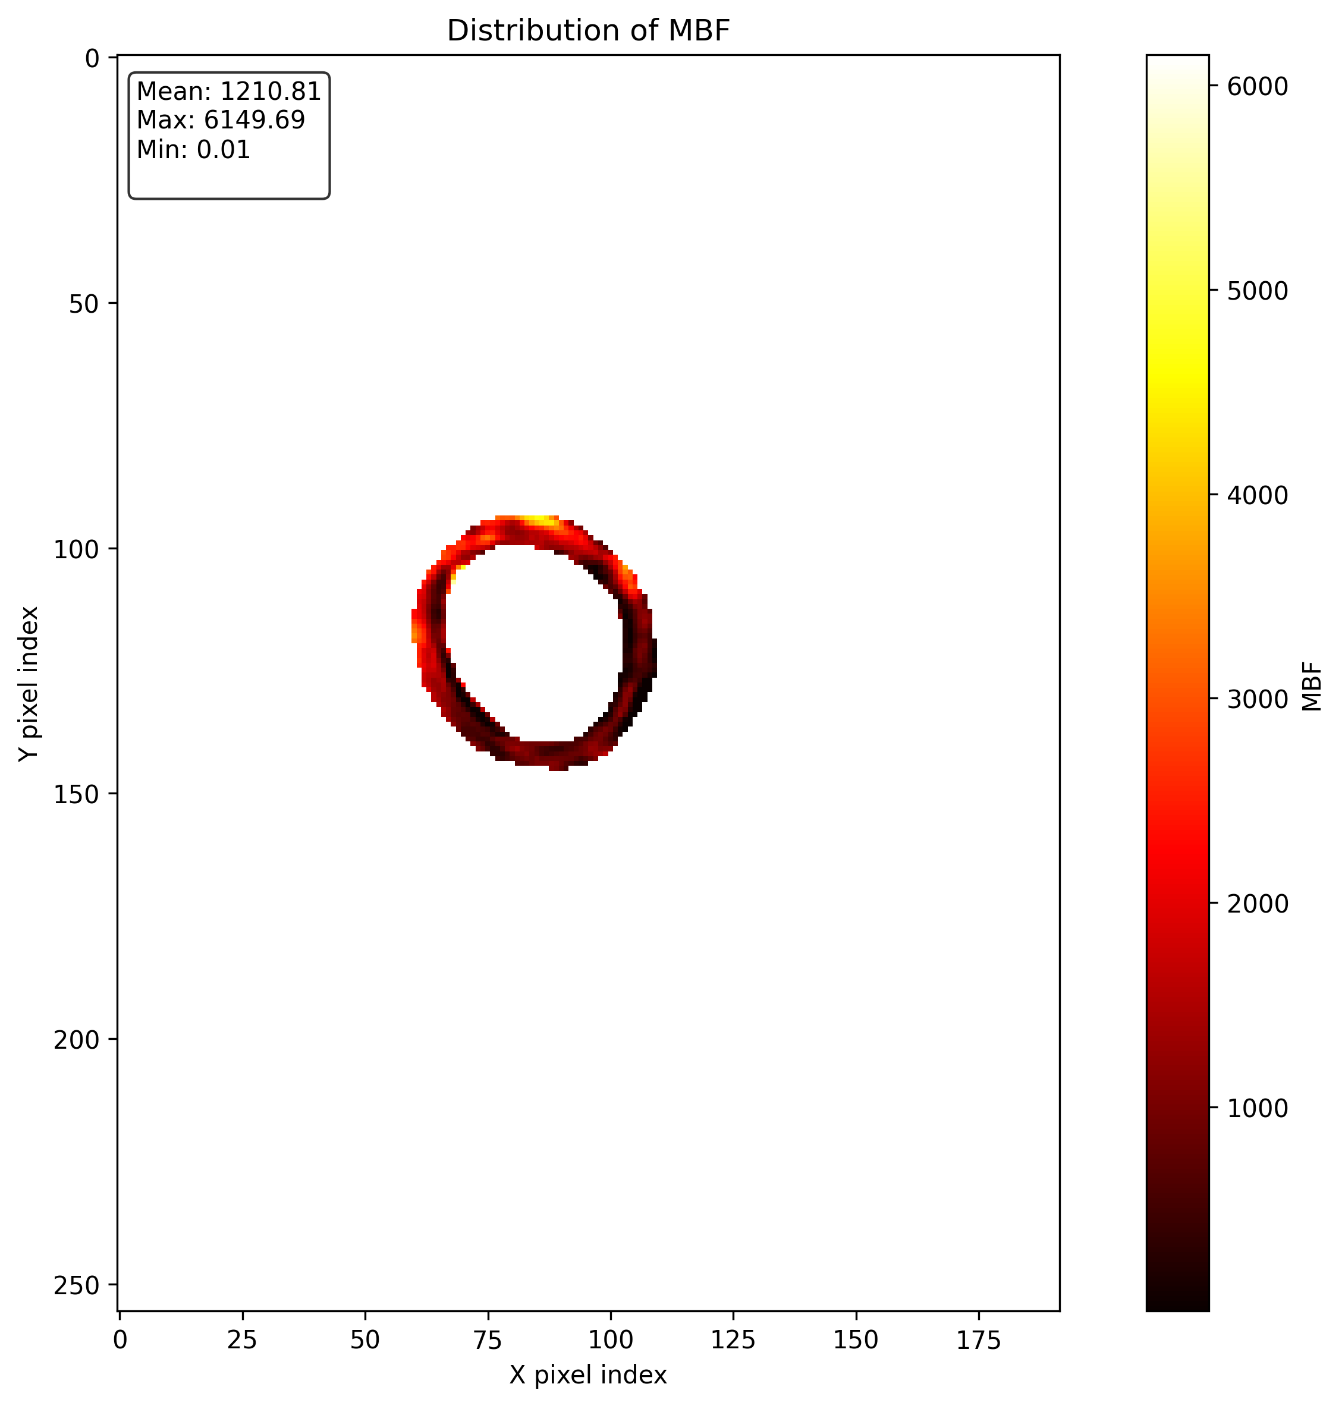 Distribution of MBF
Mean: 1210.81
Max: 6149.69
Min: 0.01
0
50
100
150
200
250
Y pixel index
0 25 50 75 100 125 150 175
X pixel index
6000
5000
4000
3000
2000
1000
MBF